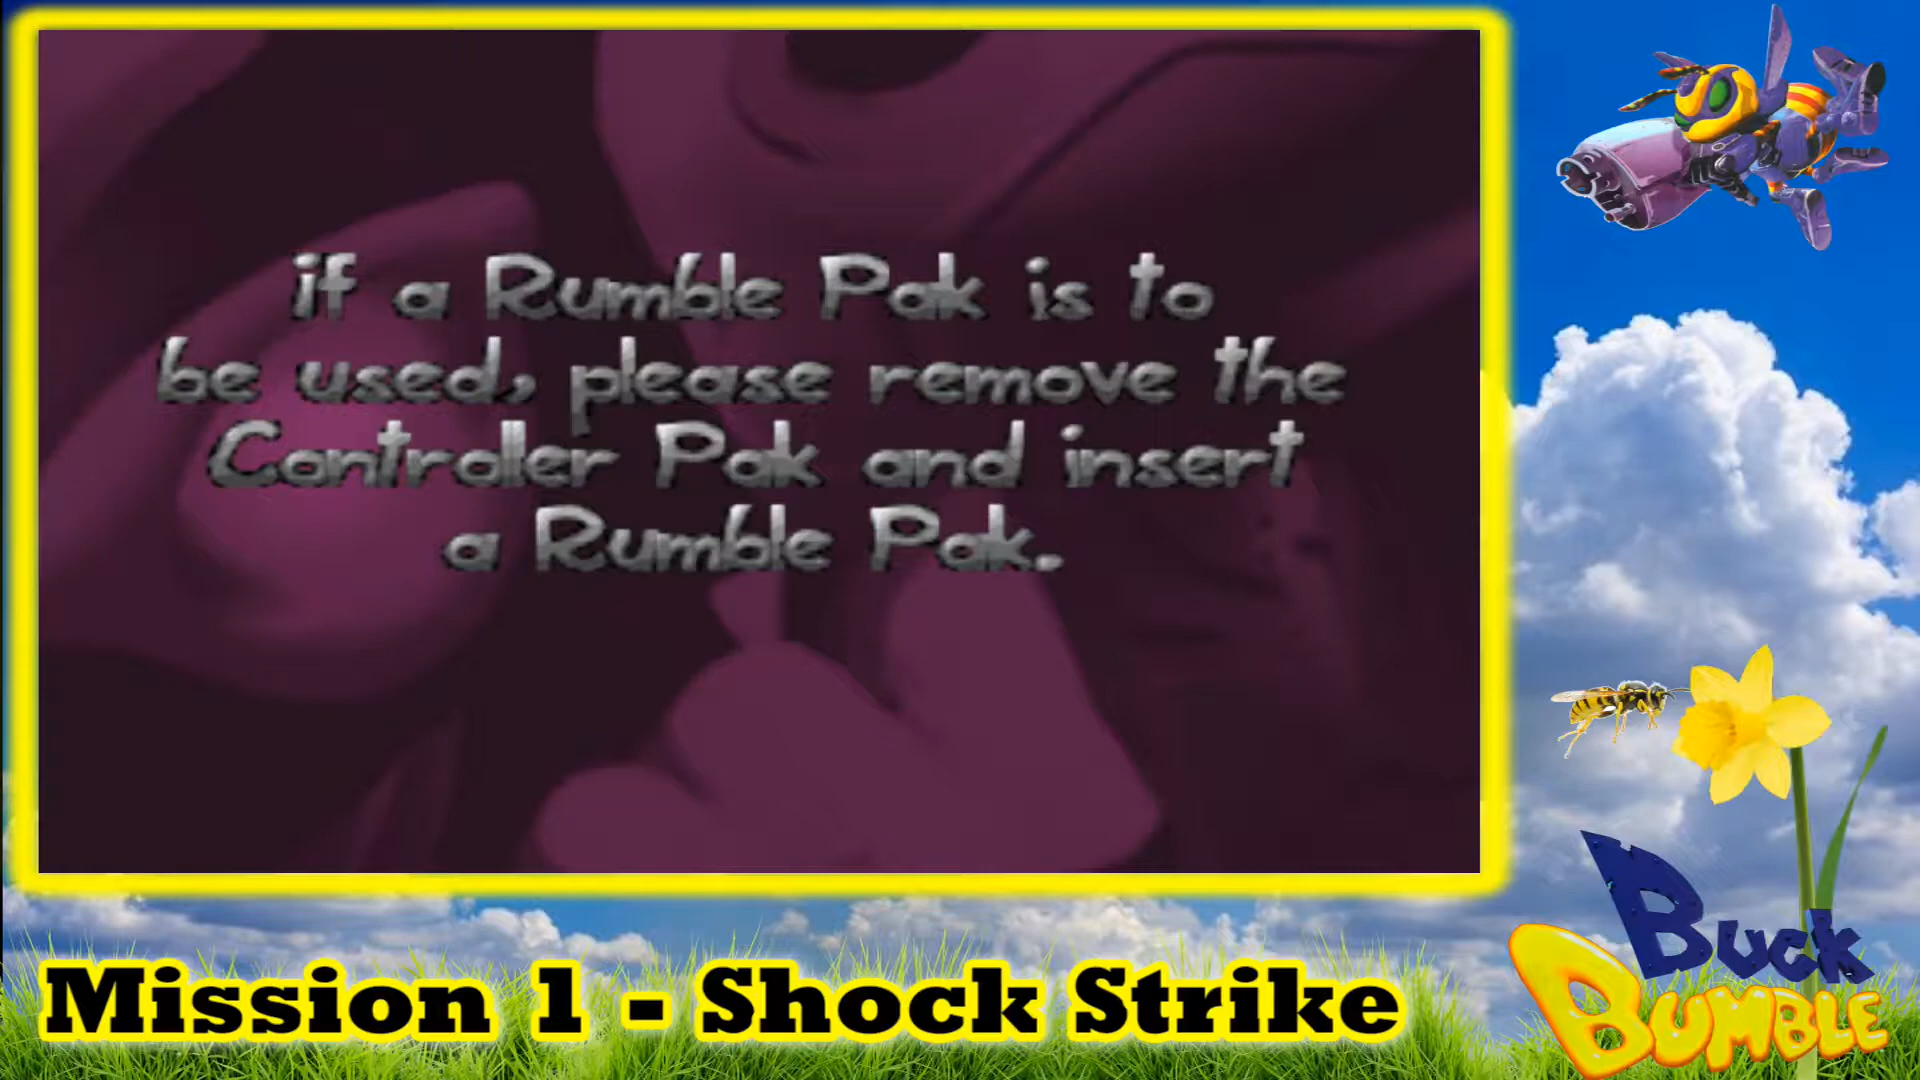 if a Rumble Pak is to
be used, please remove the
Controller Pak and insert
a Rumble Pak.
Mission 1 - Shock Strike
Buck
Bumble